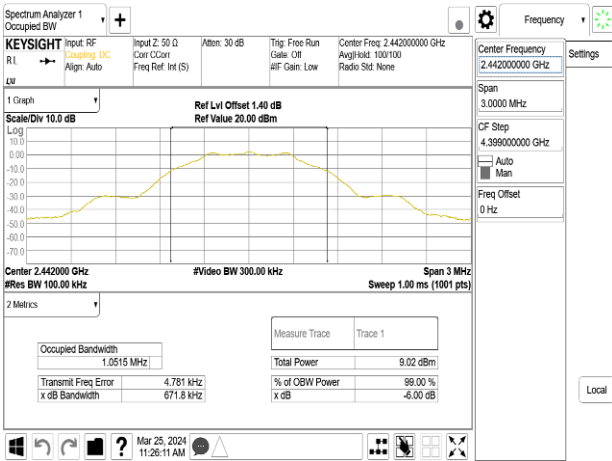 Spectrum Analyzer 1
Occupied BW
+
Frequency
KEYSIGHT
Input: RF
Coupling: DC
Align: Auto
Input Z: 50 Ω
Corr CCorr
Freq Ref: Int (S)
Atten: 30 dB
Trig: Free Run
Gate: Off
#IF Gain: Low
Center Freq: 2.442000000 GHz
Avg|Hold: 100/100
Radio Std: None
RL
LXI
Center Frequency
2.442000000 GHz
Settings
Span
3.0000 MHz
CF Step
4.399000000 GHz
Auto
Man
Freq Offset
0 Hz
Local
1 Graph
Scale/Div 10.0 dB
Ref Lvl Offset 1.40 dB
Ref Value 20.00 dBm
Log
10.0
0.00
-10.0
-20.0
-30.0
-40.0
-50.0
-60.0
-70.0
Center 2.442000 GHz
#Res BW 100.00 kHz
#Video BW 300.00 kHz
Span 3 MHz
Sweep 1.00 ms (1001 pts)
2 Metrics
Measure Trace
Trace 1
Occupied Bandwidth
1.0515 MHz
Total Power
9.02 dBm
Transmit Freq Error
4.781 kHz
% of OBW Power
99.00 %
x dB Bandwidth
671.8 kHz
x dB
-6.00 dB
?
Mar 25, 2024
11:26:11 AM